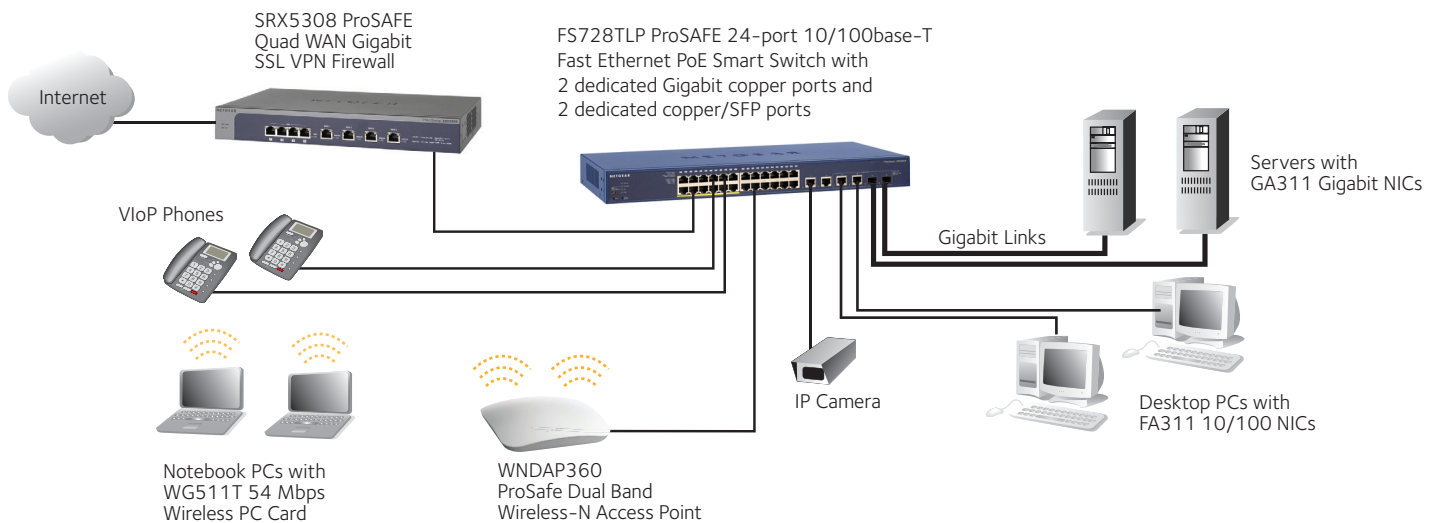 SRX5308 ProSAFE
Quad WAN Gigabit
SSL VPN Firewall
FS728TLP ProSAFE 24-port 10/100base-T
Fast Ethernet PoE Smart Switch with
2 dedicated Gigabit copper ports and
2 dedicated copper/SFP ports
Internet
NETGEAR
NETGEAR
Servers with
GA311 Gigabit NICs
VIoP Phones
Gigabit Links
IP Camera
Desktop PCs with
FA311 10/100 NICs
Notebook PCs with
WG511T 54 Mbps
Wireless PC Card
WNDAP360
ProSafe Dual Band
Wireless-N Access Point